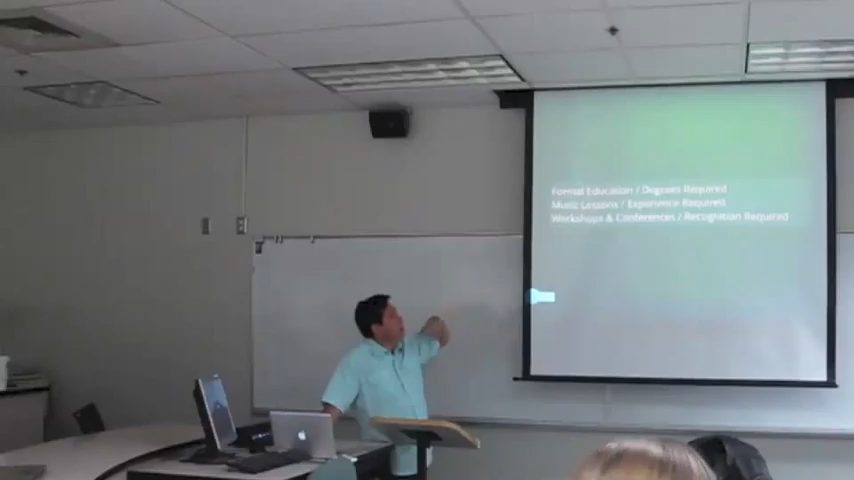 Formal Education / Degrees Required
Music Lessons / Experience Required
Workshops & Conferences / Recognition Required